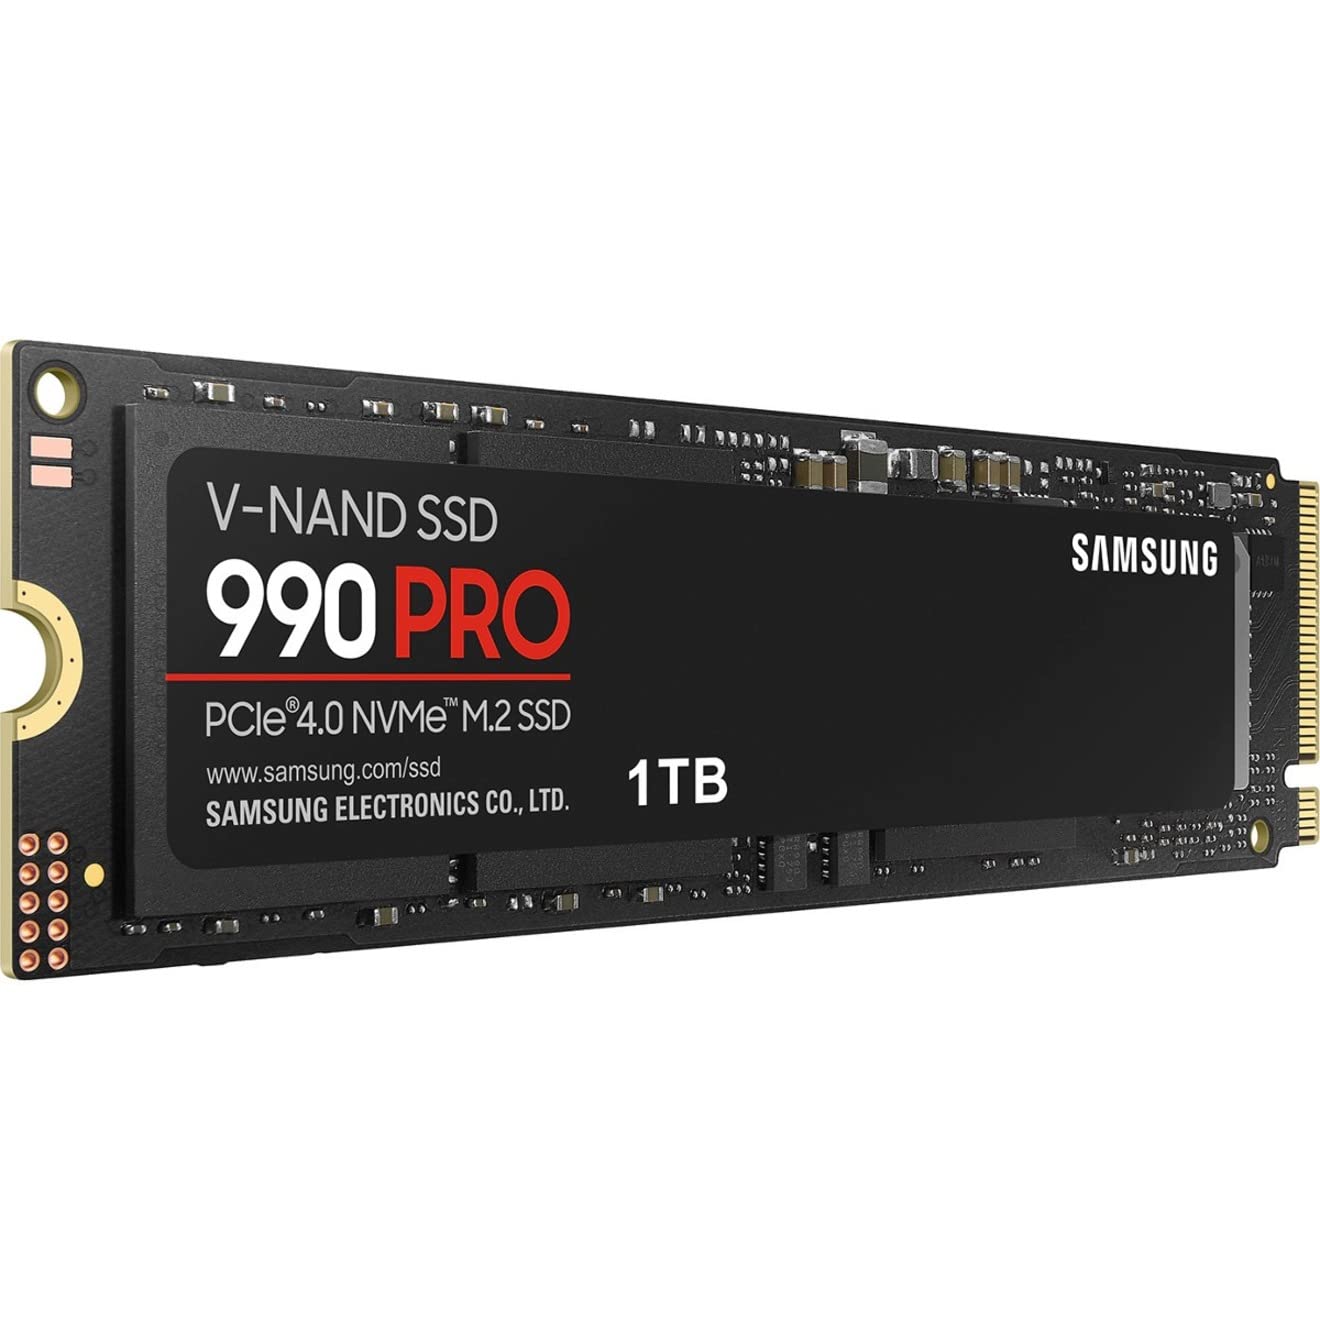 V-NAND SSD
990 PRO
PCIe®4.0 NVMe™ M.2 SSD
www.samsung.com/ssd
SAMSUNG ELECTRONICS CO., LTD.
1TB
SAMSUNG